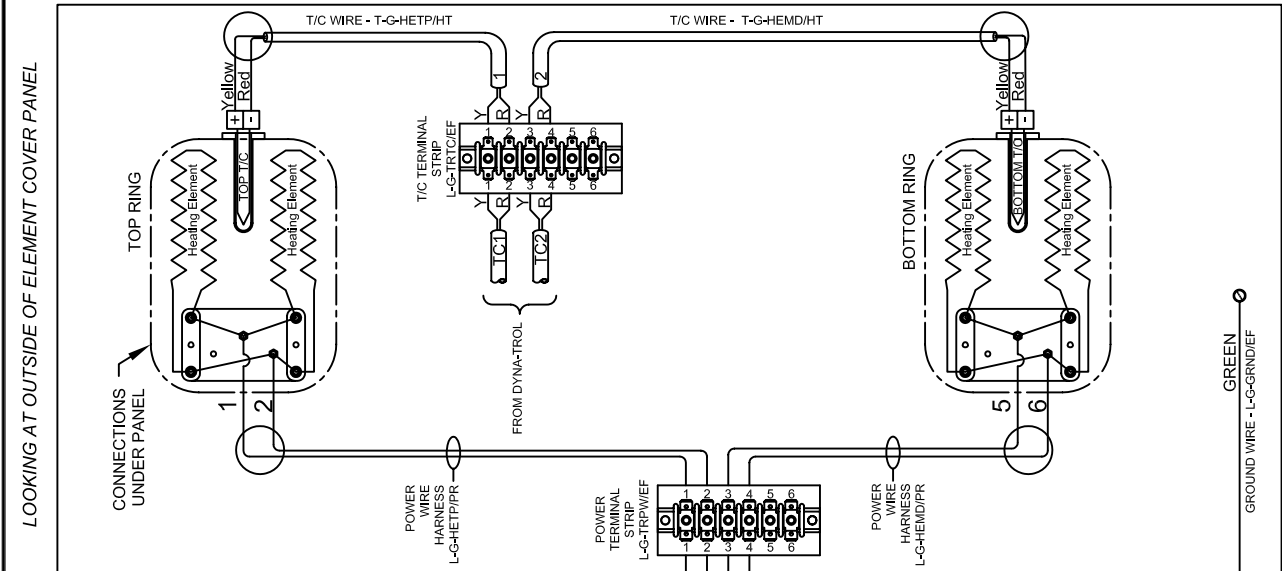 LOOKING AT OUTSIDE OF ELEMENT COVER PANEL
T/C WIRE - T-G-HETP/HT
T/C WIRE - T-G-HEMD/HT
Yellow
Red
+ -
1
2
Yellow
Red
+ -
Y R Y R
1 2 3 4 5 6
T/C TERMINAL
STRIP
L-G-TRTC/EF
1 2 3 4 5 6
Y R Y R
TC1
TC2
FROM DYNA-TROL
TOP RING
Heating Element
TOP T/C
Heating Element
BOTTOM RING
Heating Element
BOTTOM T/C
Heating Element
CONNECTIONS
UNDER PANEL
1
2
5
6
POWER
WIRE
HARNESS
L-G-HETP/PR
POWER
TERMINAL
STRIP
L-G-TRPW/EF
1 2 3 4 5 6
1 2 3 4 5 6
POWER
WIRE
HARNESS
L-G-HEMD/PR
GREEN
GROUND WIRE - L-G-GRND/EF